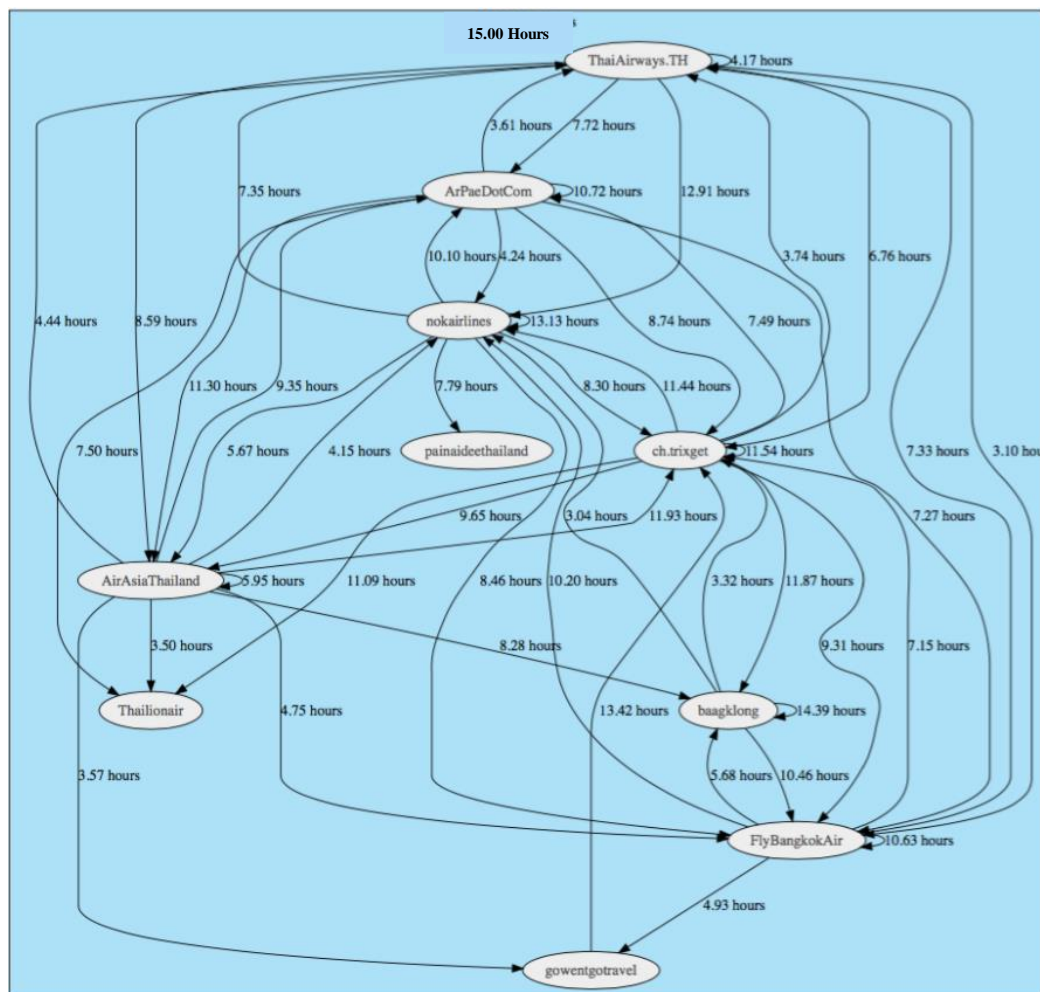 15.00 Hours
s
ThaiAirways.TH
4.17 hours
3.61 hours
7.72 hours
ArPaeDotCom
10.72 hours
7.35 hours
12.91 hours
10.10 hours
4.24 hours
3.74 hours
6.76 hours
nokairlines
13.13 hours
4.44 hours
8.59 hours
8.74 hours
7.49 hours
11.30 hours
9.35 hours
7.79 hours
8.30 hours
11.44 hours
7.50 hours
5.67 hours
4.15 hours
painaideethailand
ch.trixget
11.54 hours
7.33 hours
3.10 hou
9.65 hours
3.04 hours
11.93 hours
7.27 hours
AirAsiaThailand
5.95 hours
11.09 hours
8.46 hours
10.20 hours
3.32 hours
11.87 hours
3.50 hours
8.28 hours
9.31 hours
7.15 hours
Thailionair
4.75 hours
13.42 hours
baagklong
14.39 hours
3.57 hours
5.68 hours
10.46 hours
FlyBangkokAir
10.63 hours
4.93 hours
gowentgotravel